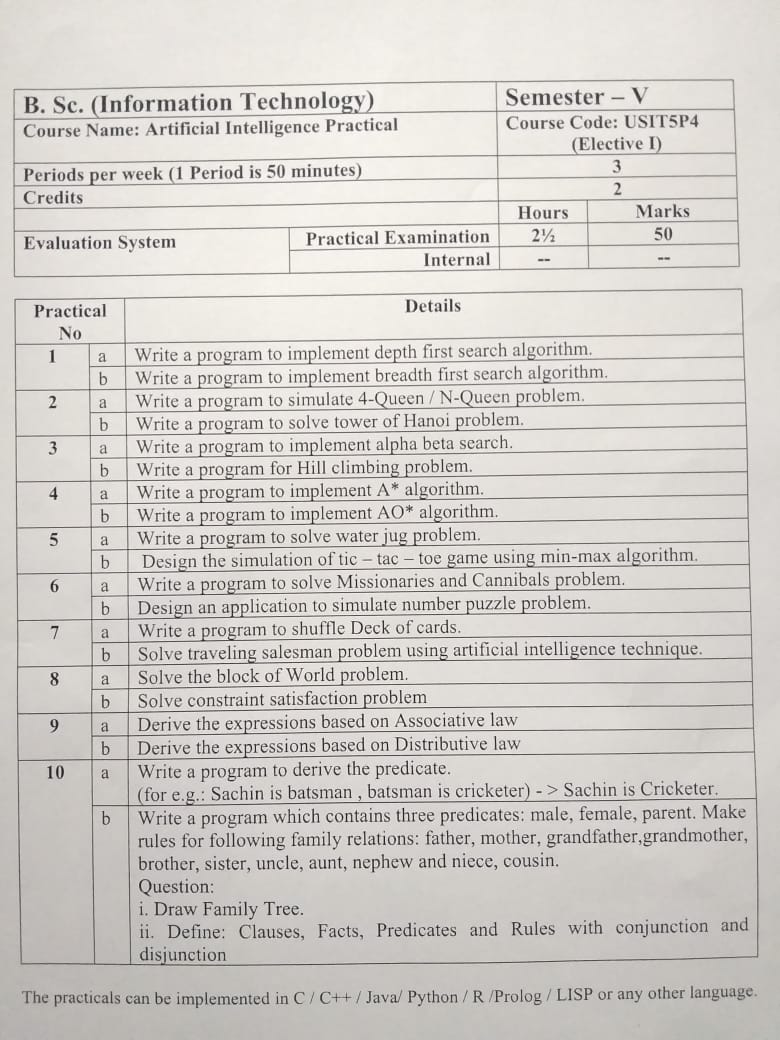 B. Sc. (Information Technology) Semester – V
Course Name: Artificial Intelligence Practical Course Code: USIT5P4
(Elective I)
Periods per week (1 Period is 50 minutes) 3
Credits 2
Hours Marks
Evaluation System Practical Examination 2½ 50
Internal -- --
Practical Details
No
1 a Write a program to implement depth first search algorithm.
b Write a program to implement breadth first search algorithm.
2 a Write a program to simulate 4-Queen / N-Queen problem.
b Write a program to solve tower of Hanoi problem.
3 a Write a program to implement alpha beta search.
b Write a program for Hill climbing problem.
4 a Write a program to implement A* algorithm.
b Write a program to implement AO* algorithm.
5 a Write a program to solve water jug problem.
b Design the simulation of tic – tac – toe game using min-max algorithm.
6 a Write a program to solve Missionaries and Cannibals problem.
b Design an application to simulate number puzzle problem.
7 a Write a program to shuffle Deck of cards.
b Solve traveling salesman problem using artificial intelligence technique.
8 a Solve the block of World problem.
b Solve constraint satisfaction problem
9 a Derive the expressions based on Associative law
b Derive the expressions based on Distributive law
10 a Write a program to derive the predicate.
(for e.g.: Sachin is batsman , batsman is cricketer) - > Sachin is Cricketer.
b Write a program which contains three predicates: male, female, parent. Make
rules for following family relations: father, mother, grandfather,grandmother,
brother, sister, uncle, aunt, nephew and niece, cousin.
Question:
i. Draw Family Tree.
ii. Define: Clauses, Facts, Predicates and Rules with conjunction and
disjunction
The practicals can be implemented in C / C++ / Java/ Python / R /Prolog / LISP or any other language.